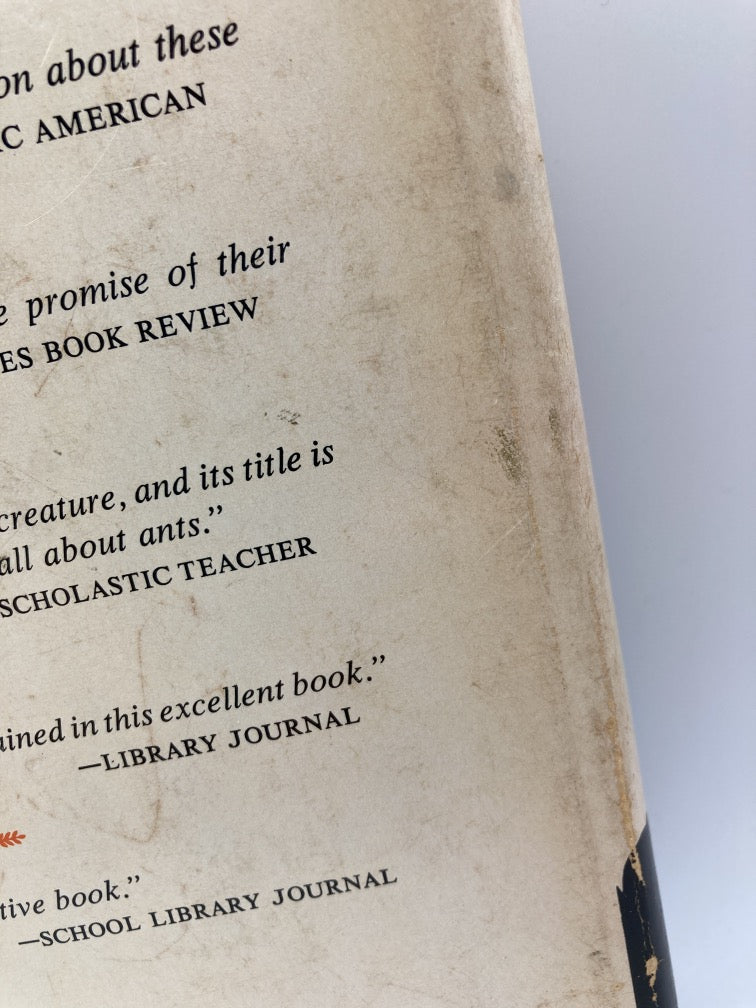 on about these
C AMERICAN
promise of their
ES BOOK REVIEW
creature, and its title is
all about ants.”
SCHOLASTIC TEACHER
ained in this excellent book.”
—LIBRARY JOURNAL
tive book.”
—SCHOOL LIBRARY JOURNAL